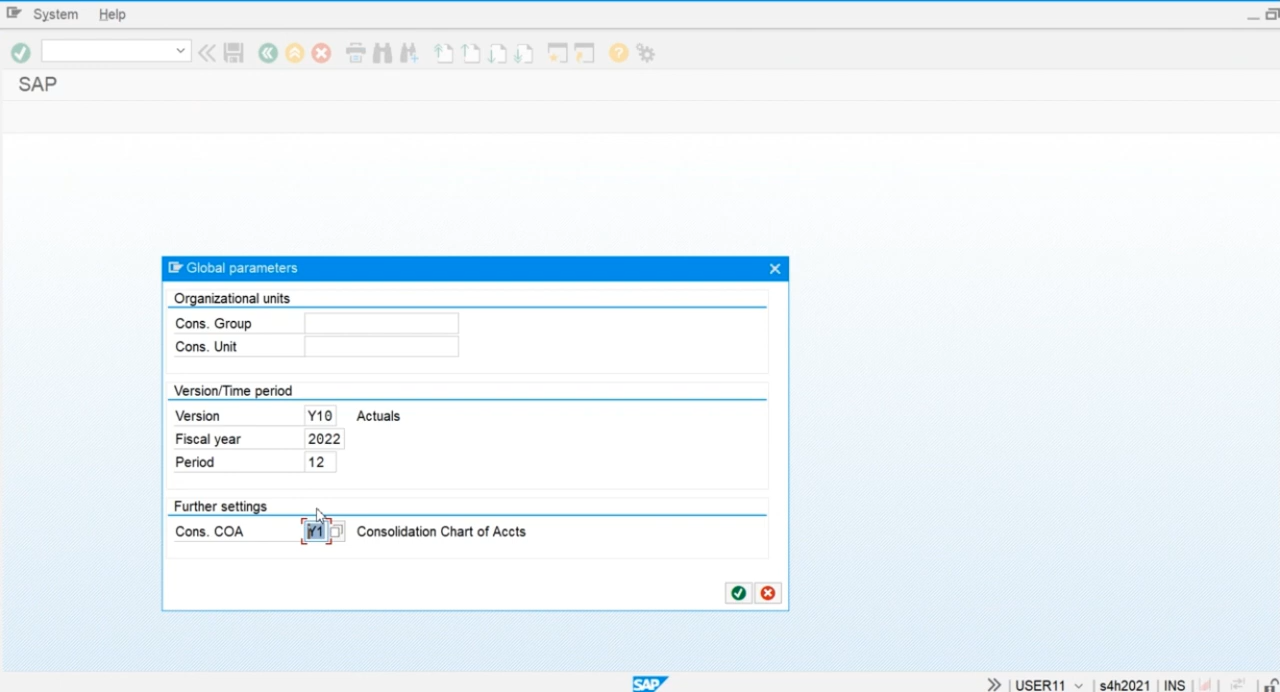 System Help
SAP
Global parameters
Organizational units
Cons. Group
Cons. Unit
Version/Time period
Version Y10 Actuals
Fiscal year 2022
Period 12
Further settings
Cons. COA Y1 Consolidation Chart of Accts
SAP USER11 s4h2021 INS